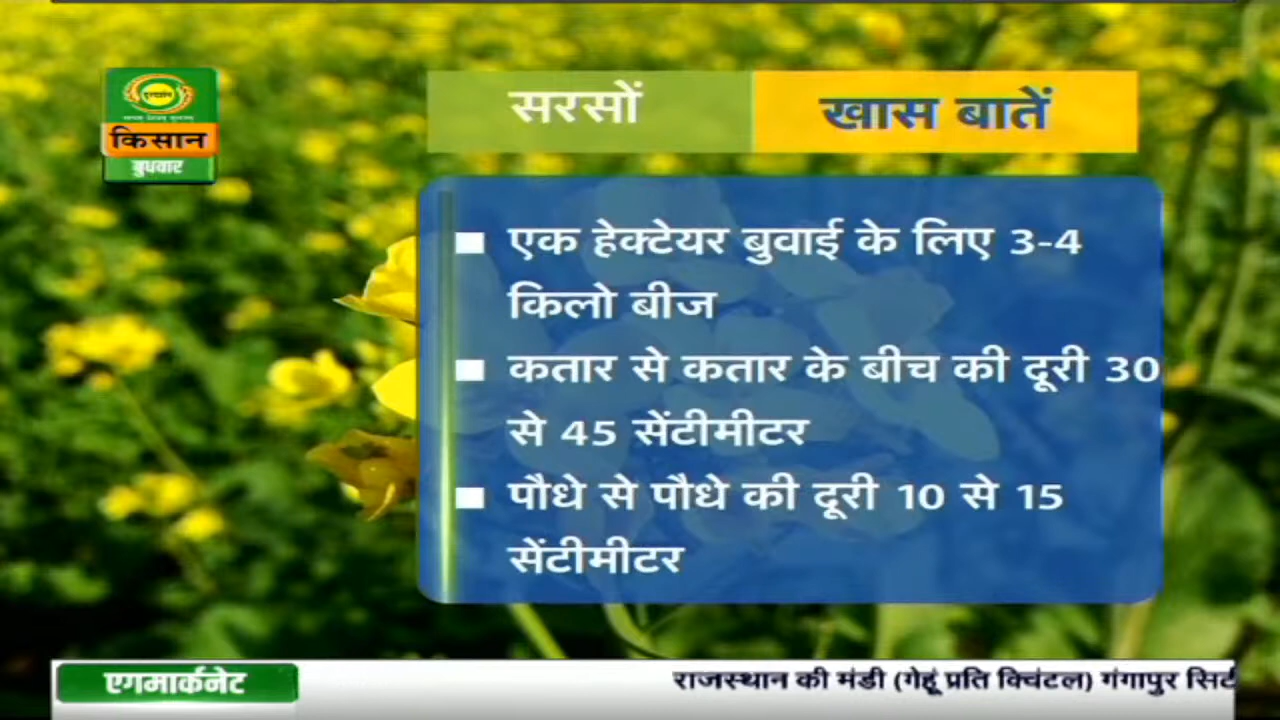 सरसों
खास बातें
किसान
बुधवार
एक हेक्टेयर बुवाई के लिए 3-4
किलो बीज
कतार से कतार के बीच की दूरी 30
से 45 सेंटीमीटर
पौधे से पौधे की दूरी 10 से 15
सेंटीमीटर
एगमार्कनेट
राजस्थान की मंडी (गेहूं प्रति क्विंटल) गंगापुर